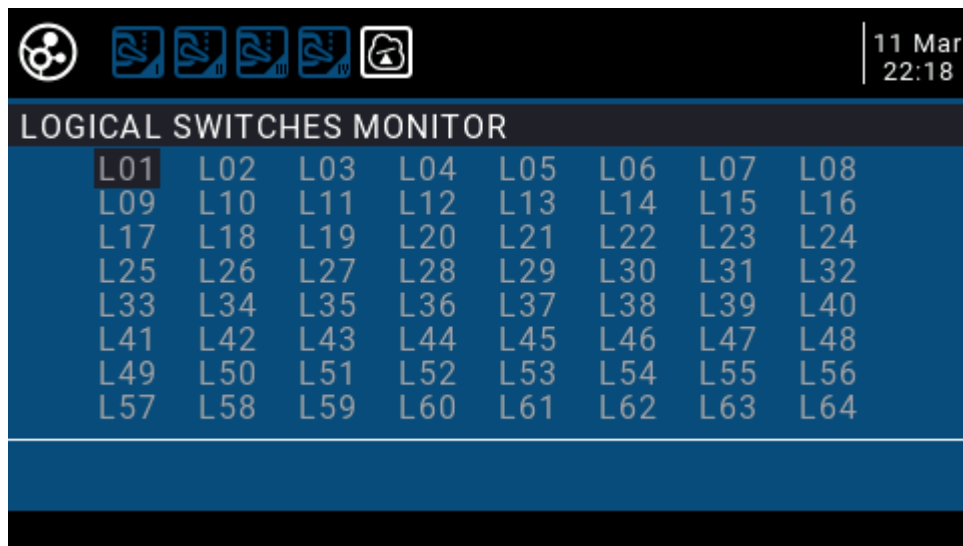 11 Mar
22:18
LOGICAL SWITCHES MONITOR
L01 L02 L03 L04 L05 L06 L07 L08
L09 L10 L11 L12 L13 L14 L15 L16
L17 L18 L19 L20 L21 L22 L23 L24
L25 L26 L27 L28 L29 L30 L31 L32
L33 L34 L35 L36 L37 L38 L39 L40
L41 L42 L43 L44 L45 L46 L47 L48
L49 L50 L51 L52 L53 L54 L55 L56
L57 L58 L59 L60 L61 L62 L63 L64